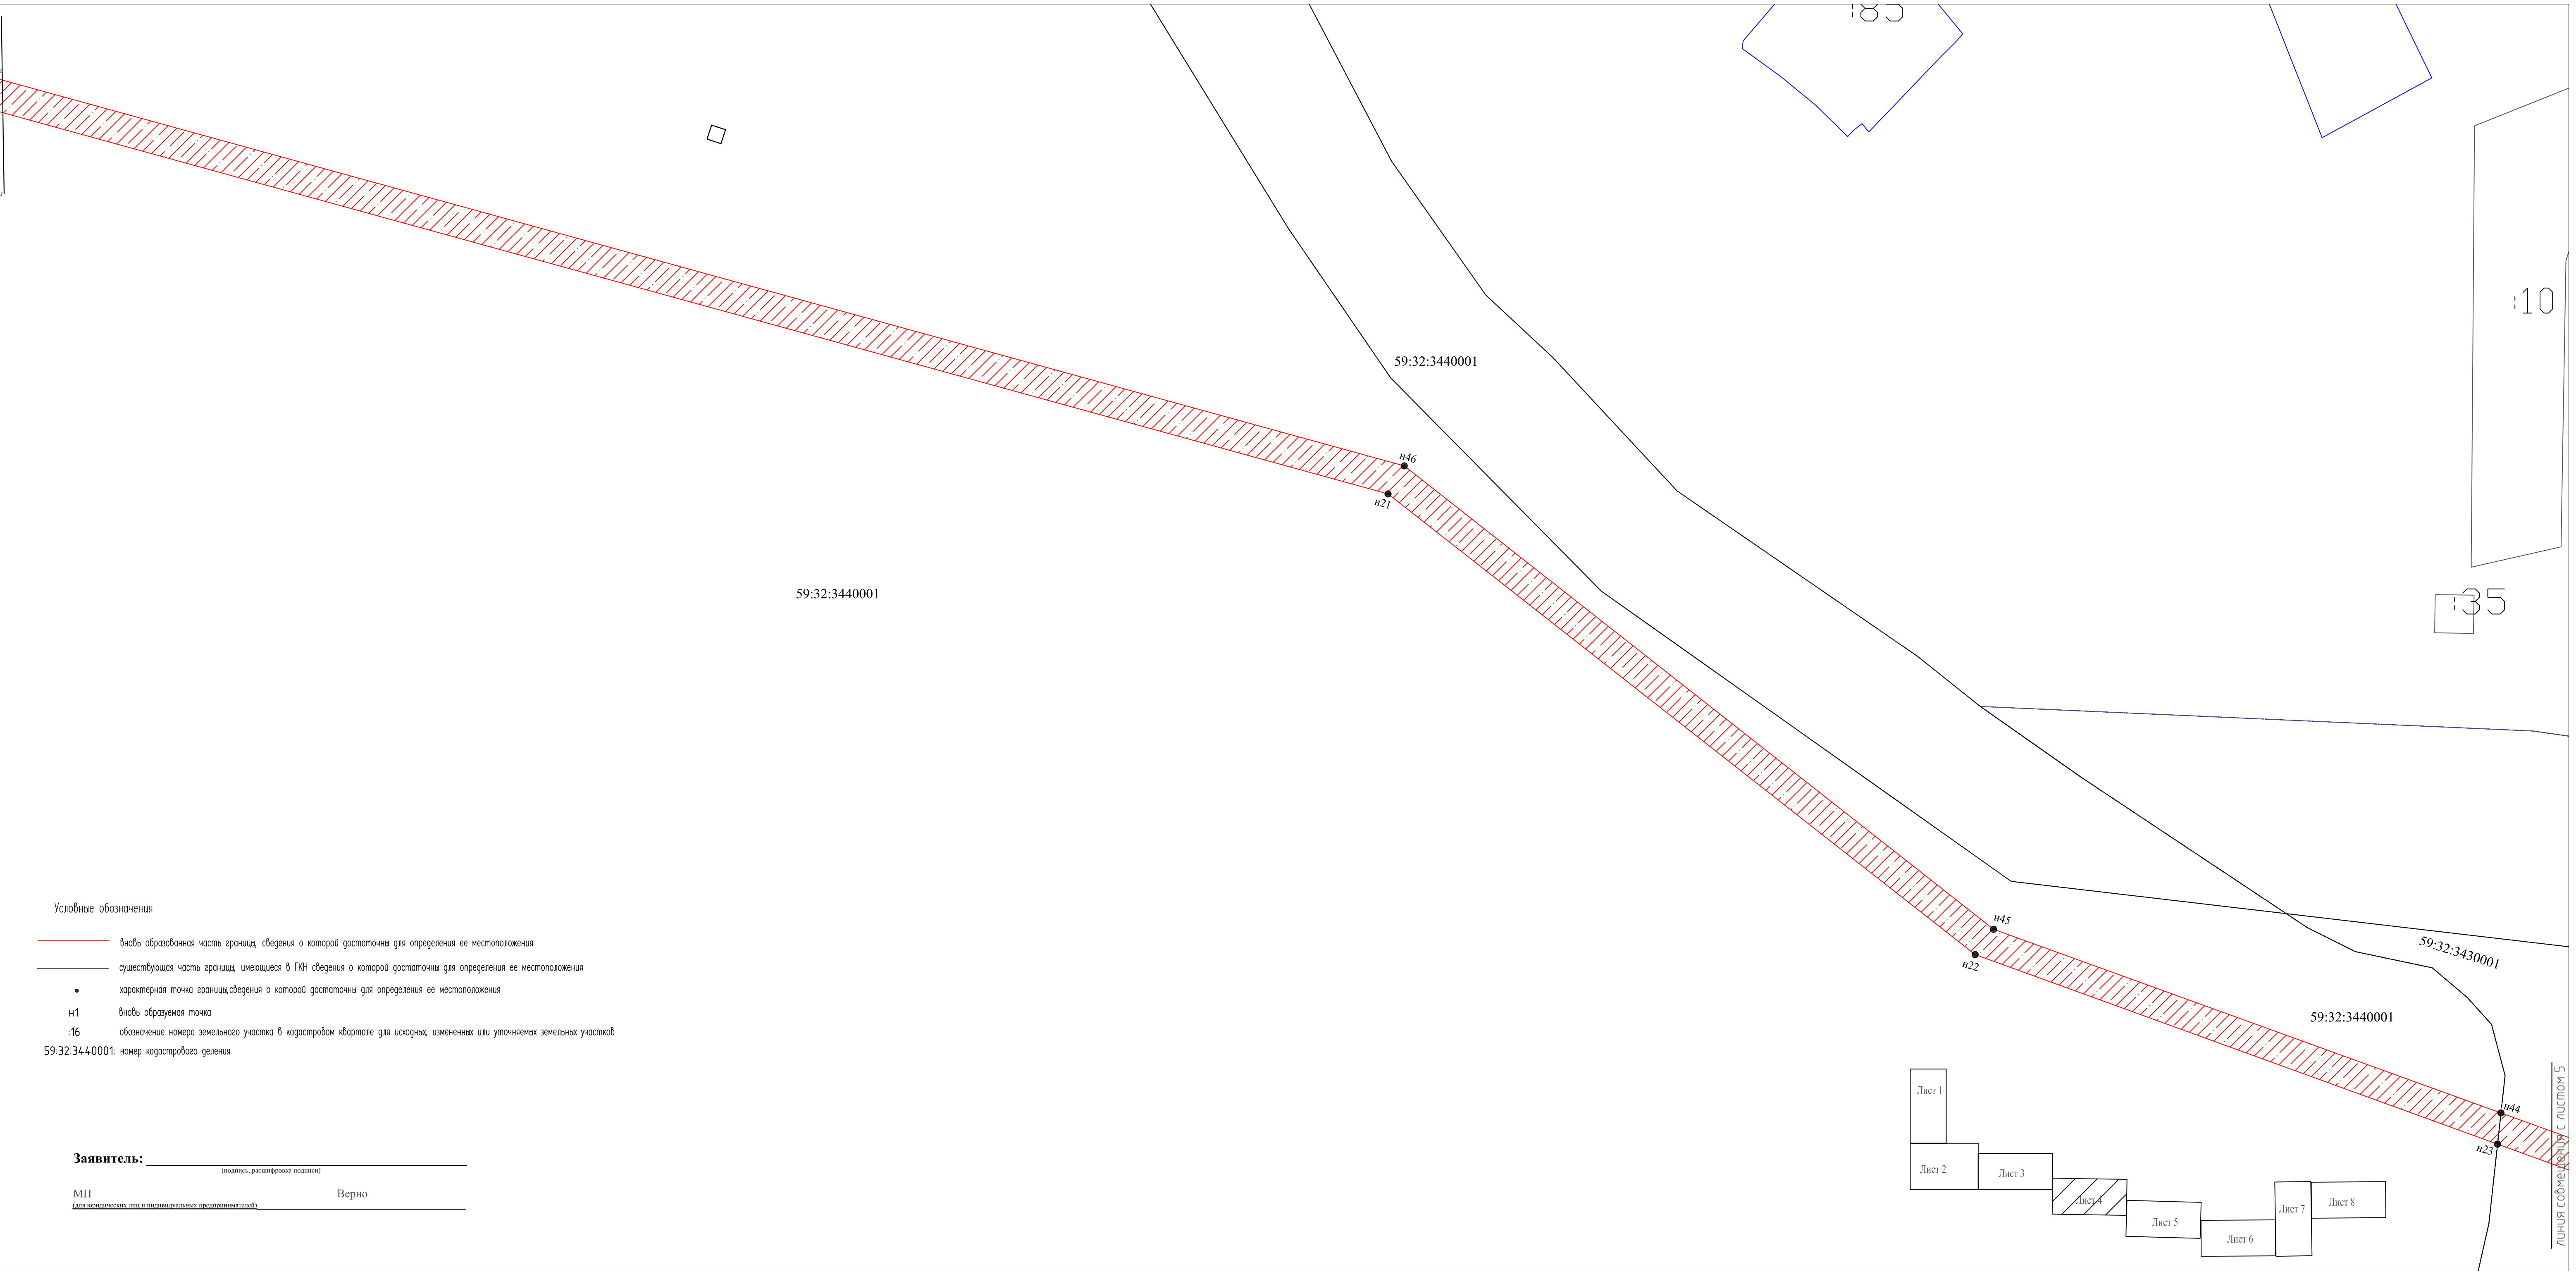 :85
:10
59:32:3440001
н46
н21
59:32:3440001
:35
н45
н22
59:32:3430001
59:32:3440001
н44
н23
линия совмещения с листом 5
Условные обозначения
вновь образованная часть границы, сведения о которой достаточны для определения ее местоположения
существующая часть границы, имеющиеся в ГКН сведения о которой достаточны для определения ее местоположения
характерная точка границы,сведения о которой достаточны для определения ее местоположения
н1 вновь образуемая точка
:16 обозначение номера земельного участка в кадастровом квартале для исходных, измененных или уточняемых земельных участков
59:32:3440001: номер кадастрового деления
Заявитель:
(подпись, расшифровка подписи)
МП Верно
(для юридических лиц и индивидуальных предпринимателей)
Лист 1
Лист 2
Лист 3
Лист 4
Лист 5
Лист 6
Лист 7
Лист 8